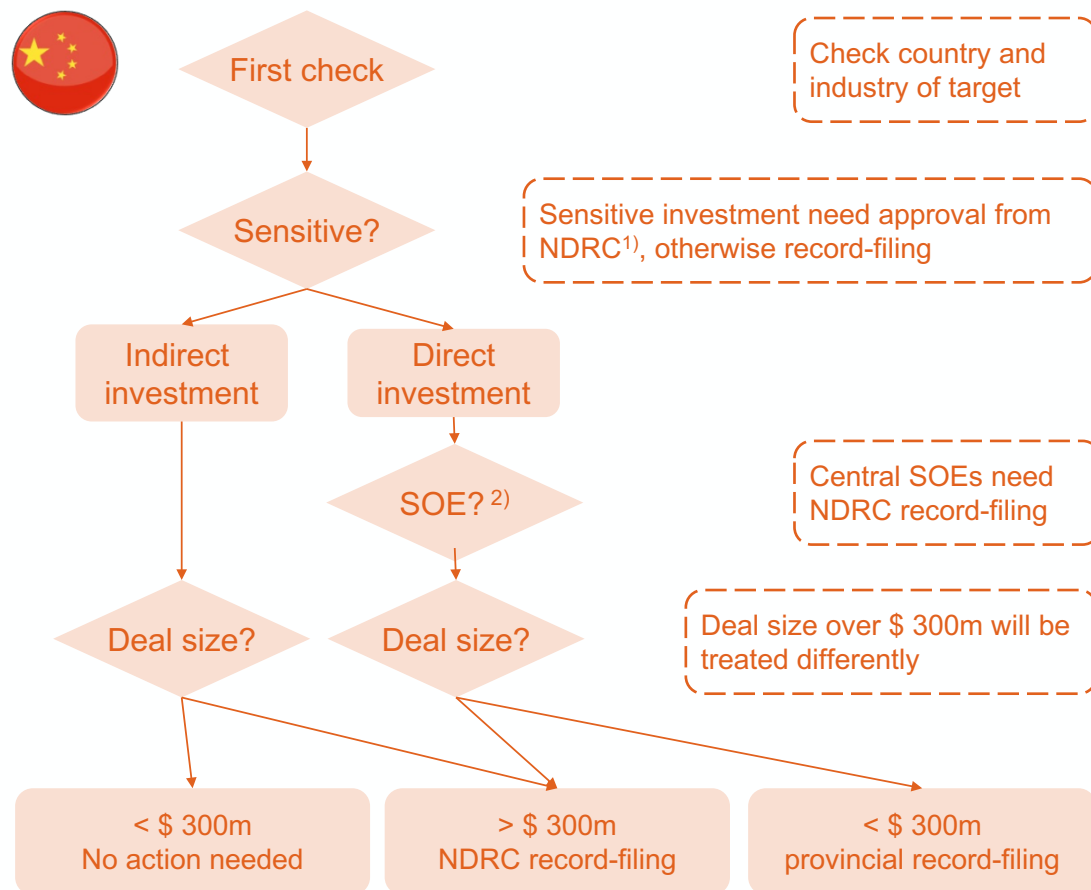 First check
Check country and
industry of target
Sensitive?
Sensitive investment need approval from
NDRC1), otherwise record-filing
Indirect
investment
Direct
investment
SOE? 2)
Central SOEs need
NDRC record-filing
Deal size?
Deal size?
Deal size over $ 300m will be
treated differently
< $ 300m
No action needed
> $ 300m
NDRC record-filing
< $ 300m
provincial record-filing